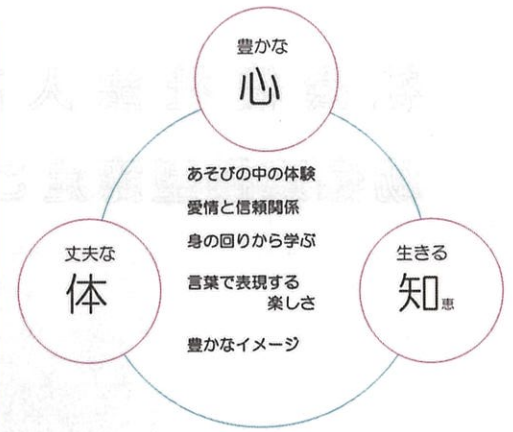 豊かな
心
あそびの中の体験
愛情と信頼関係
身の回りから学ぶ
言葉で表現する
楽しさ
豊かなイメージ
丈夫な
体
生きる
知恵